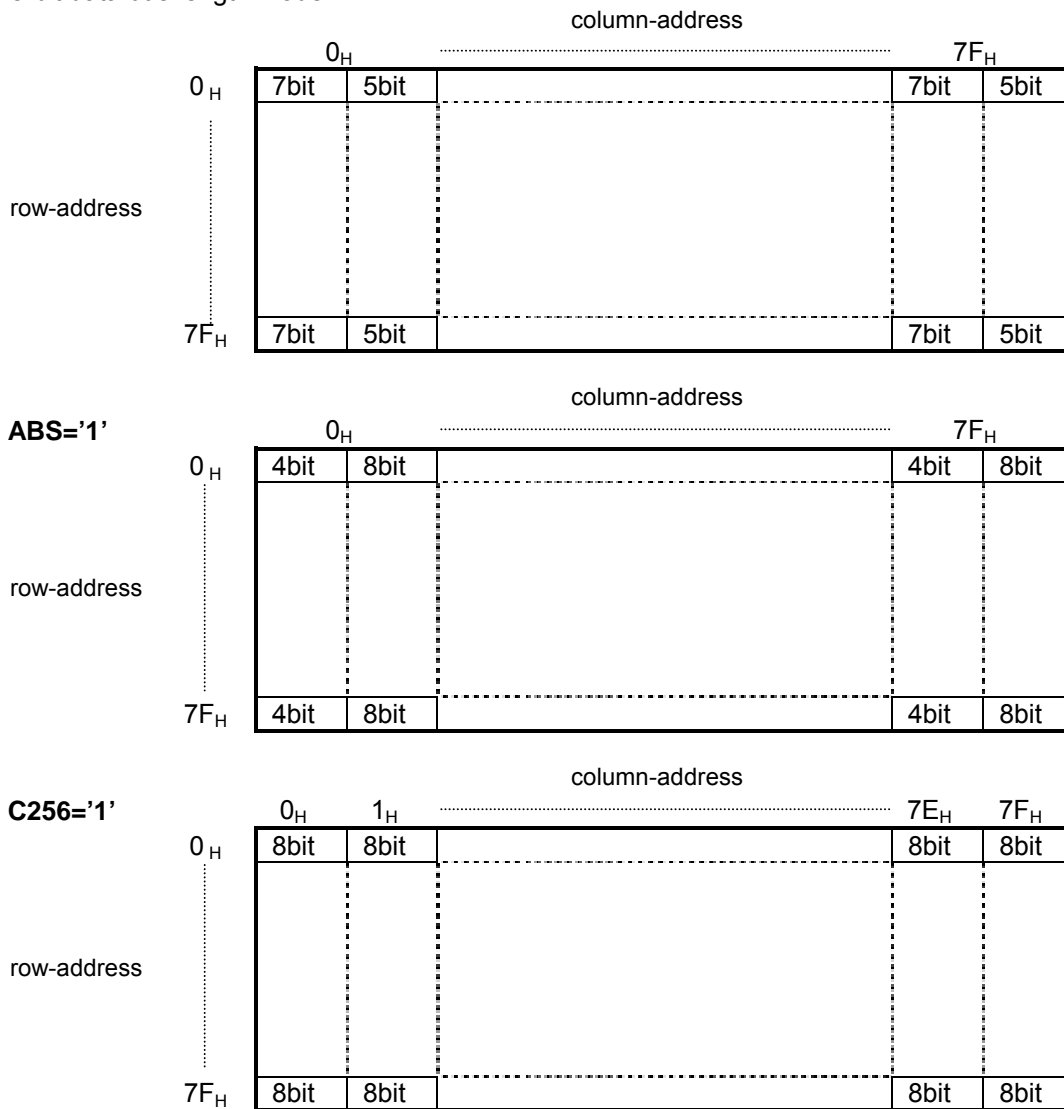 column-address
0H 7FH
0 H 7bit 5bit 7bit 5bit
row-address
7FH 7bit 5bit 7bit 5bit
column-address
ABS='1' 0H 7FH
0 H 4bit 8bit 4bit 8bit
row-address
7FH 4bit 8bit 4bit 8bit
column-address
C256='1' 0H 1H 7EH 7FH
0 H 8bit 8bit 8bit 8bit
row-address
7FH 8bit 8bit 8bit 8bit